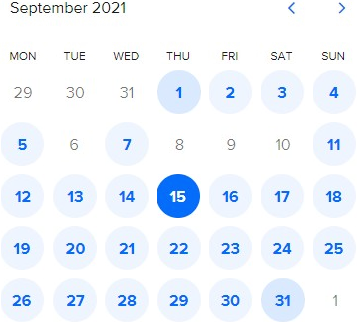 September 2021
MON TUE WED THU FRI SAT SUN
29 30 31 1 2 3 4
5 6 7 8 9 10 11
12 13 14 15 16 17 18
19 20 21 22 23 24 25
26 27 28 29 30 31 1